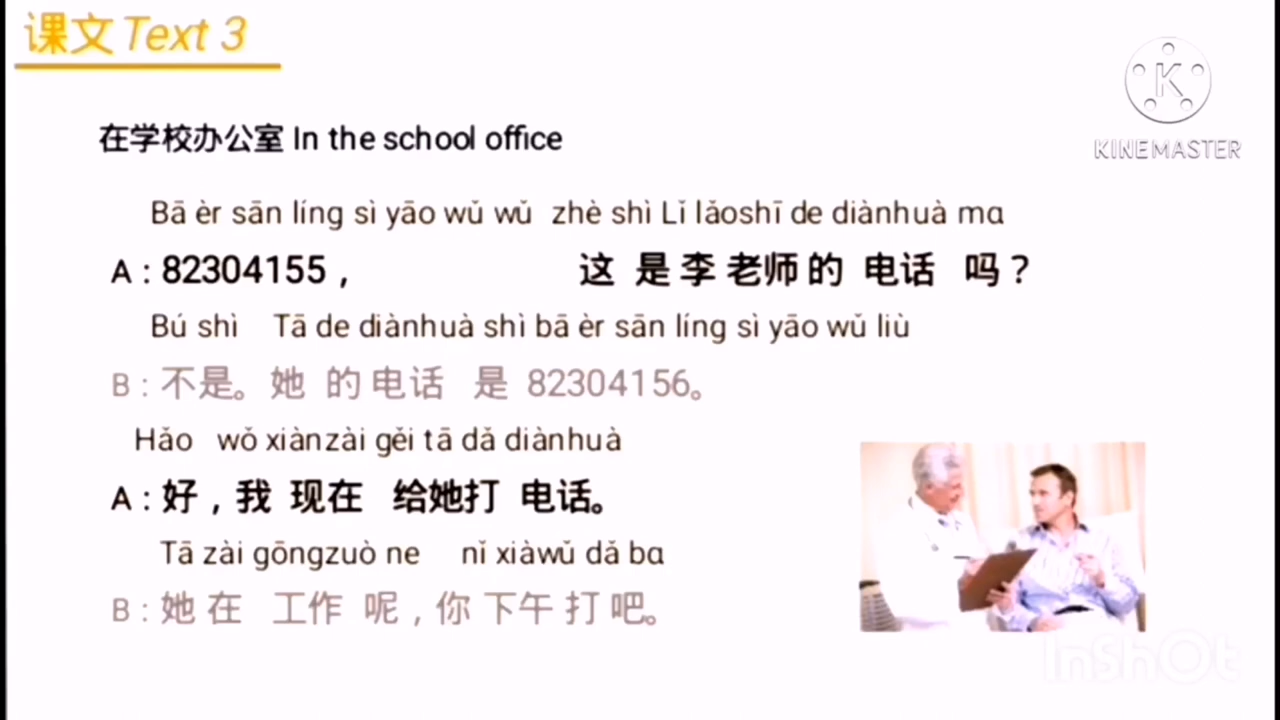 课文 Text 3
KINEMASTER
在学校办公室 In the school office
Bā èr sān líng sì yāo wǔ wǔ zhè shì Lǐ lǎoshī de diànhuà ma
A : 82304155 , 这 是 李 老师 的 电话 吗 ?
Bú shì Tā de diànhuà shì bā èr sān líng sì yāo wǔ liù
B : 不是。她 的 电话 是 82304156。
Hǎo wǒ xiànzài gěi tā dǎ diànhuà
A : 好 , 我 现在 给她打 电话。
Tā zài gōngzuò ne nǐ xiàwǔ dǎ ba
B : 她 在 工作 呢 , 你 下午 打 吧。
InShOt